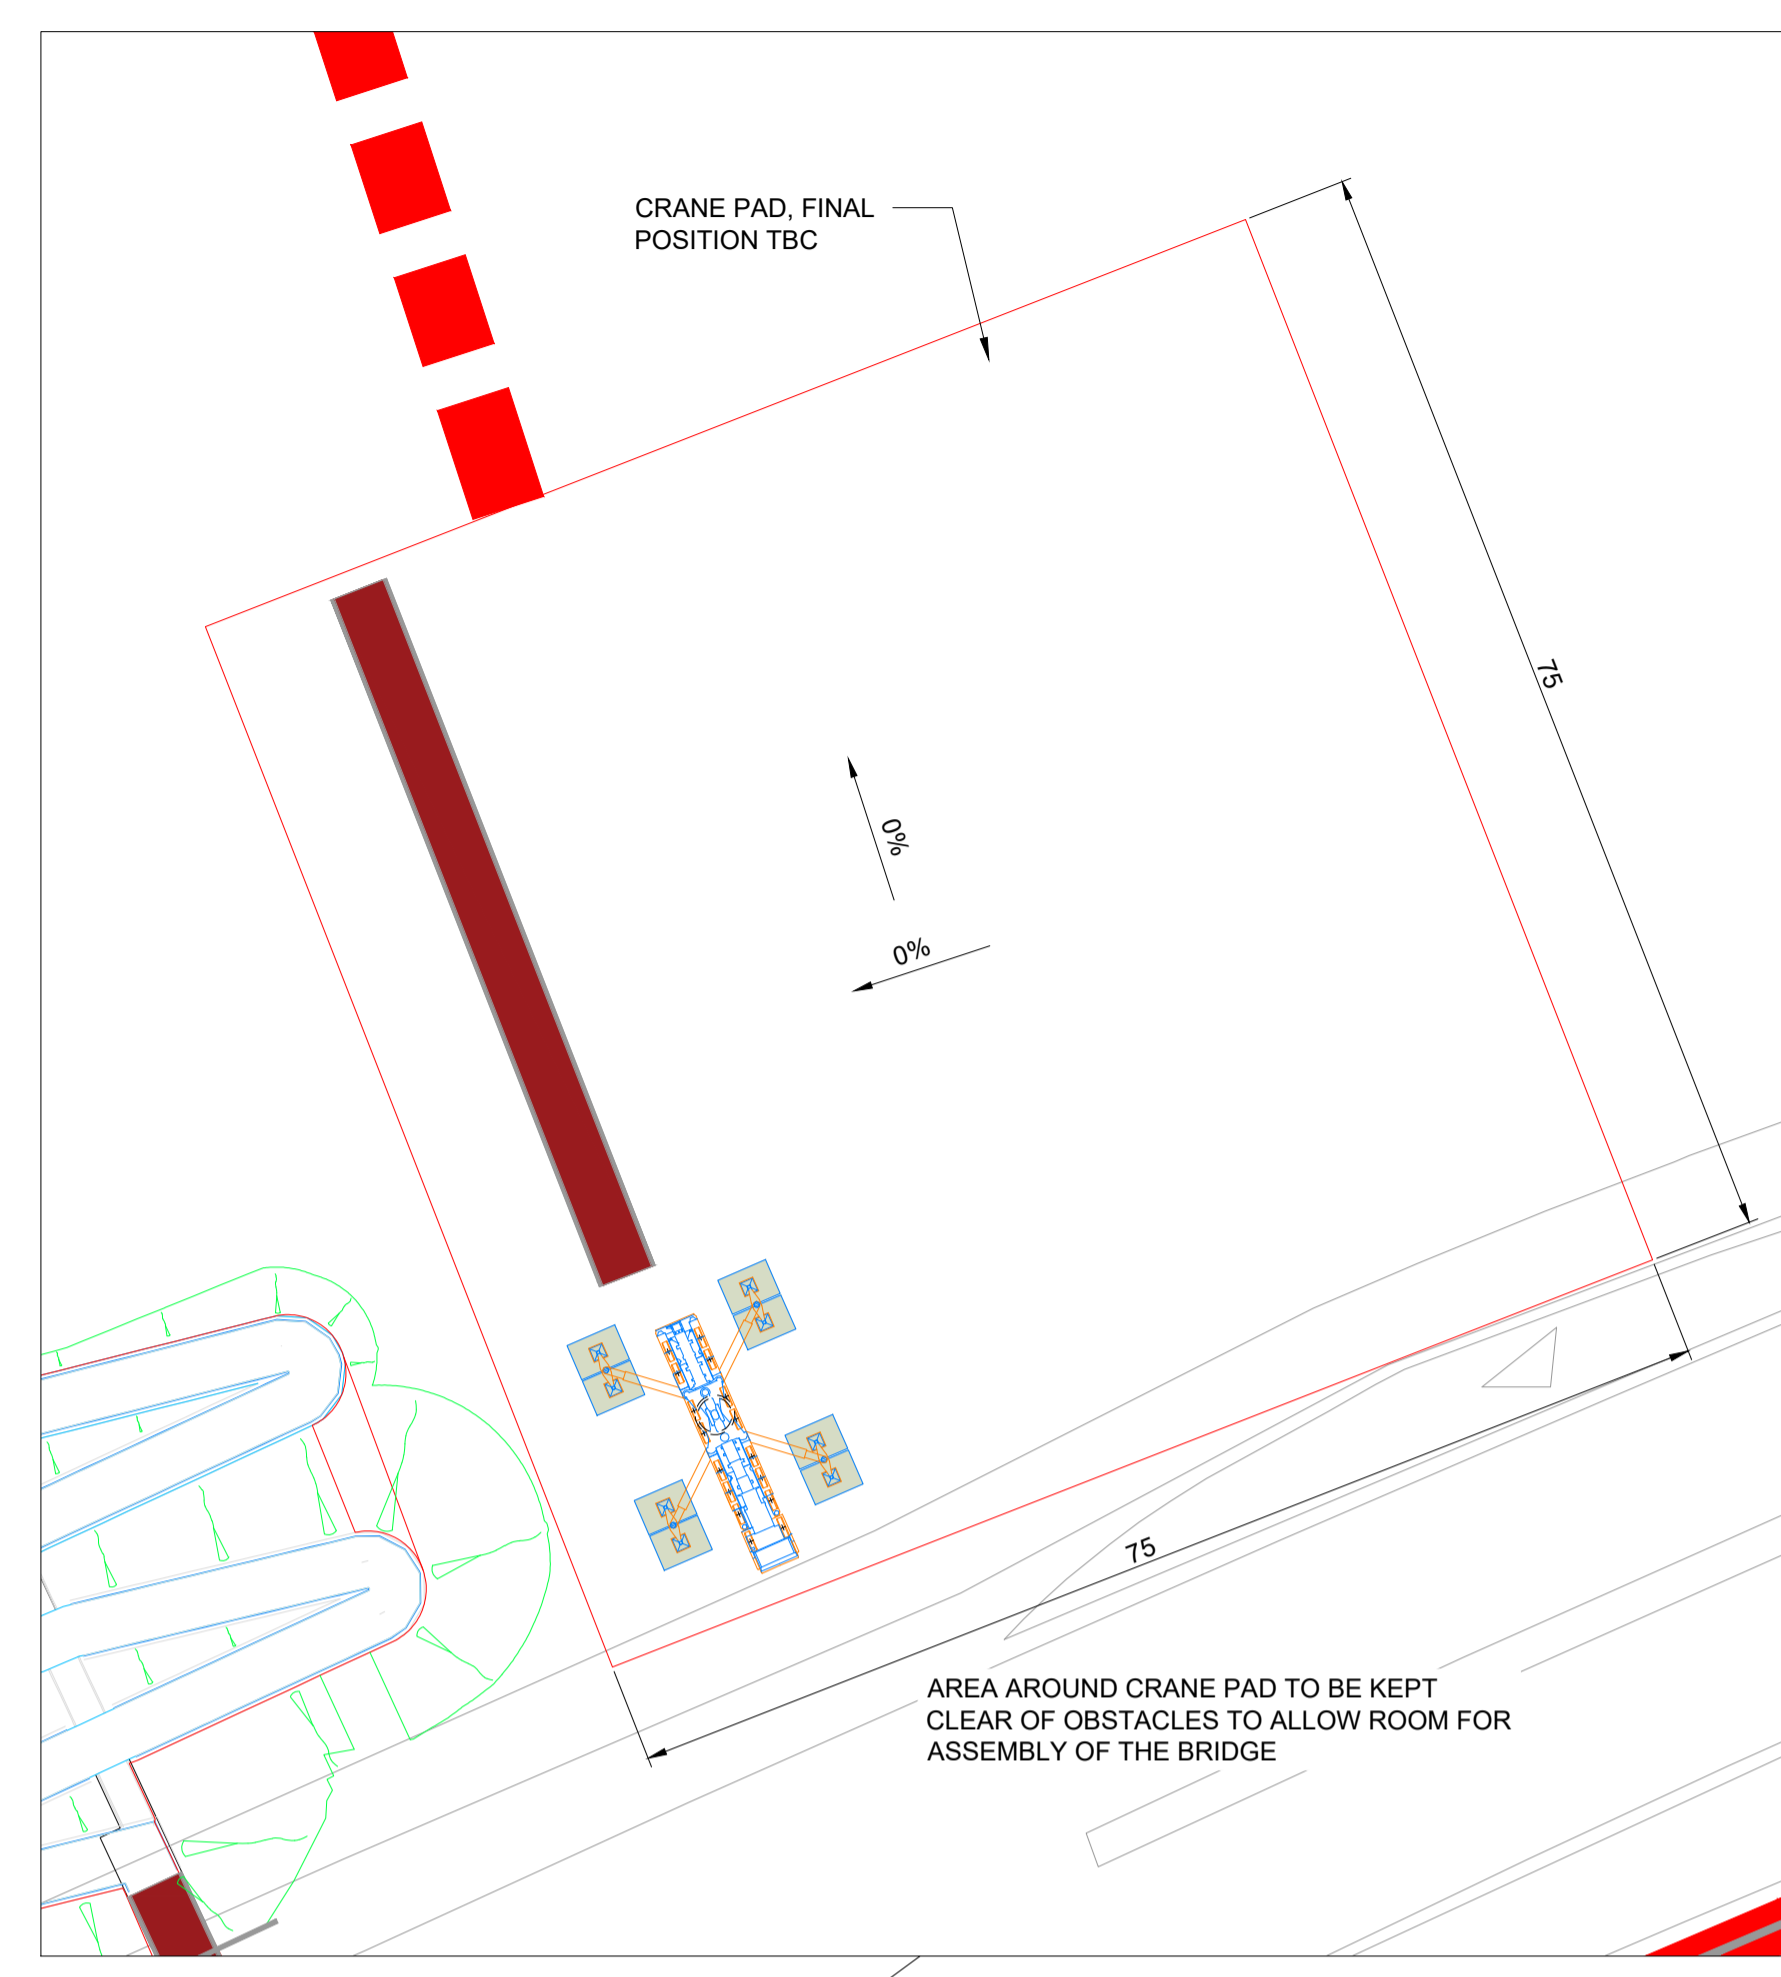 CRANE PAD, FINAL
POSITION TBC
75
0%
0%
75
AREA AROUND CRANE PAD TO BE KEPT
CLEAR OF OBSTACLES TO ALLOW ROOM FOR
ASSEMBLY OF THE BRIDGE